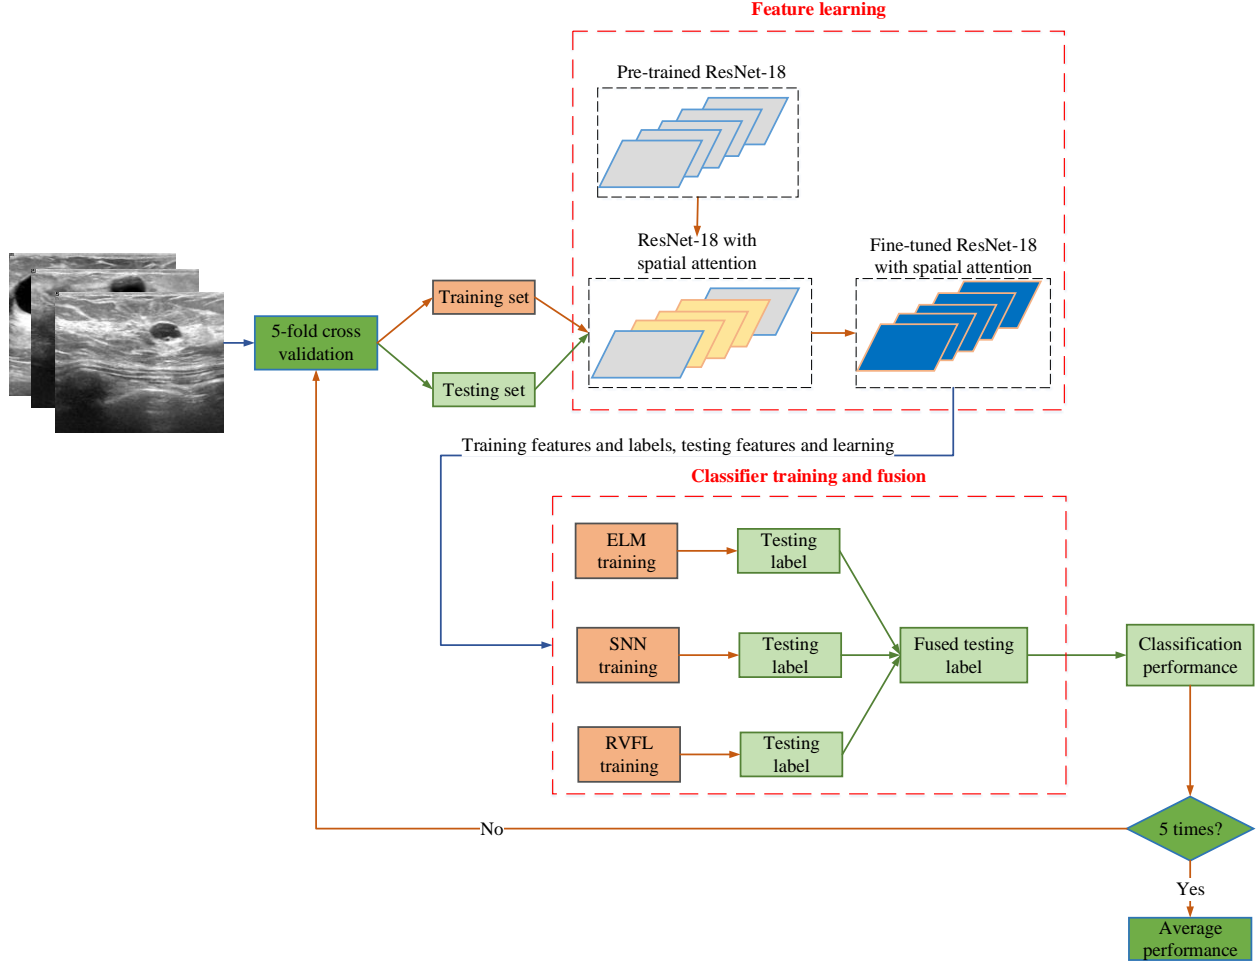 Feature learning
Pre-trained ResNet-18
ResNet-18 with
spatial attention
Fine-tuned ResNet-18
with spatial attention
Training set
5-fold cross
validation
Testing set
Training features and labels, testing features and learning
Classifier training and fusion
ELM
training
Testing
label
SNN
training
Testing
label
Fused testing
label
Classification
performance
RVFL
training
Testing
label
No
5 times?
Yes
Average
performance